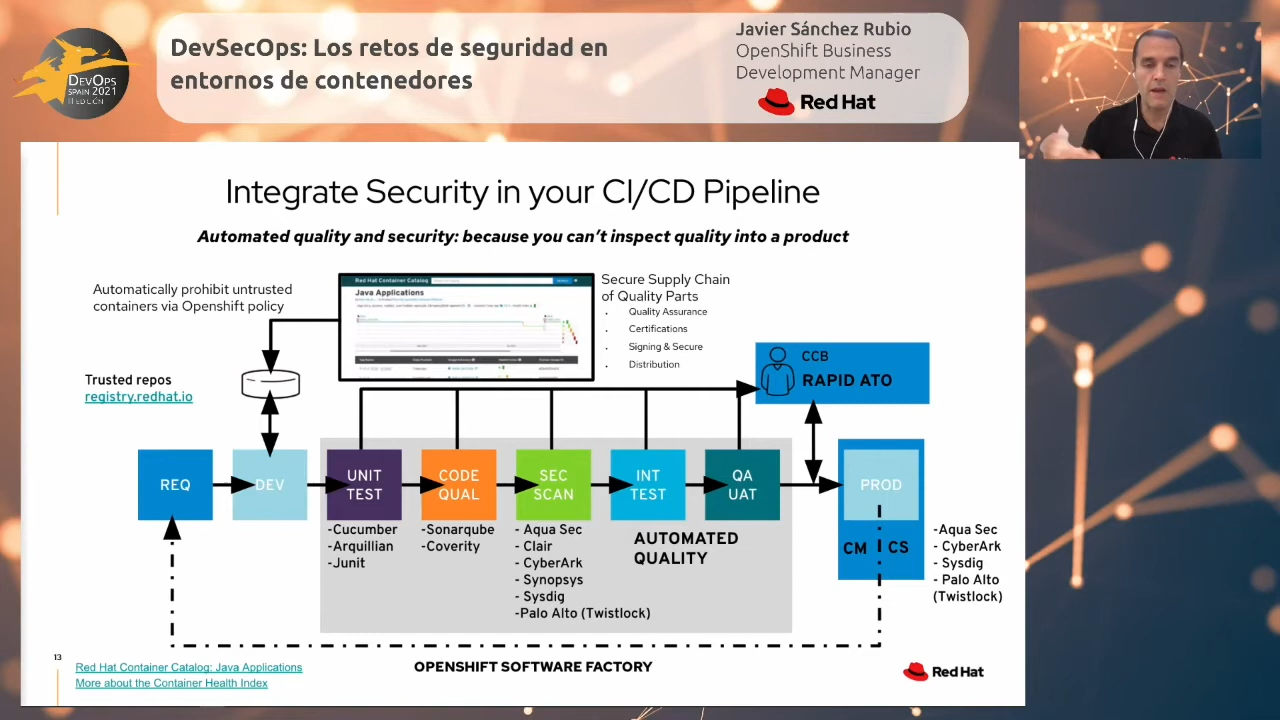 DevOps
SPAIN 2021
III EDICIÓN
DevSecOps: Los retos de seguridad en
entornos de contenedores
Javier Sánchez Rubio
OpenShift Business
Development Manager
Red Hat
Integrate Security in your CI/CD Pipeline
Automated quality and security: because you can't inspect quality into a product
Automatically prohibit untrusted
containers via Openshift policy
Red Hat Container Catalog
Java Applications
Secure Supply Chain
of Quality Parts
. Quality Assurance
. Certifications
. Signing & Secure
. Distribution
Trusted repos
registry.redhat.io
CCB
RAPID ATO
REQ
DEV
UNIT
TEST
CODE
QUAL
SEC
SCAN
INT
TEST
QA
UAT
PROD
CM
CS
-Cucumber
-Arquillian
-Junit
-Sonarqube
-Coverity
- Aqua Sec
- Clair
- CyberArk
- Synopsys
- Sysdig
-Palo Alto (Twistlock)
AUTOMATED
QUALITY
-Aqua Sec
- CyberArk
- Sysdig
- Palo Alto
(Twistlock)
13
Red Hat Container Catalog: Java Applications
More about the Container Health Index
OPENSHIFT SOFTWARE FACTORY
Red Hat